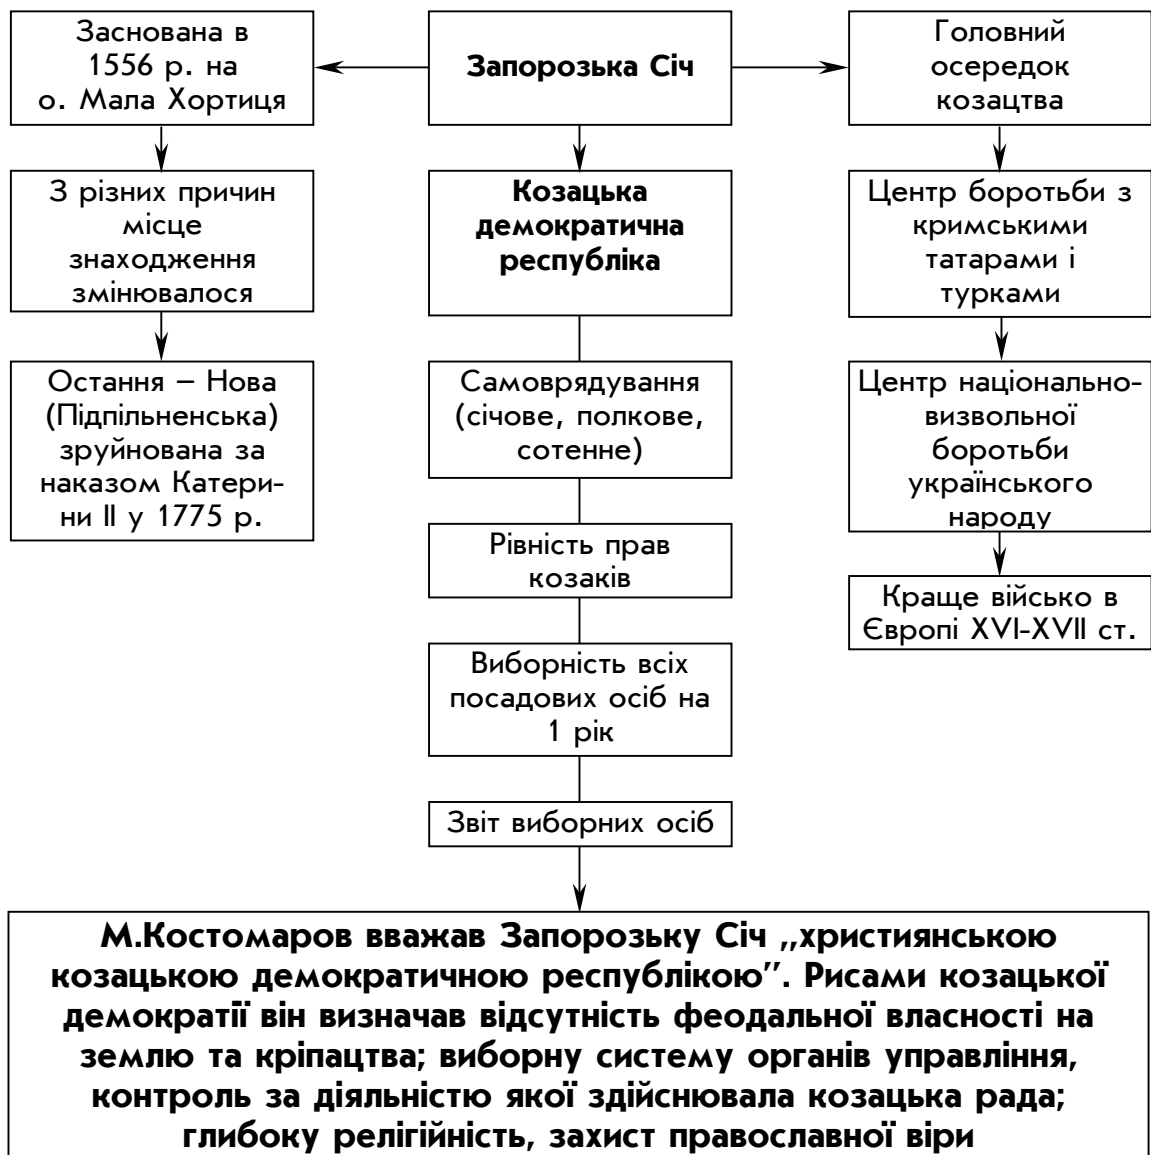 Заснована в
1556 р. на
о. Мала Хортиця
Запорозька Січ
Головний
осередок
козацтва
З різних причин
місце
знаходження
змінювалося
Козацька
демократична
республіка
Центр боротьби з
кримськими
татарами і
турками
Остання – Нова
(Підпільненська)
зруйнована за
наказом Катери-
ни II у 1775 р.
Самоврядування
(січове, полкове,
сотенне)
Центр національно-
визвольної
боротьби
українського
народу
Рівність прав
козаків
Краще військо в
Європі XVI-XVII ст.
Виборність всіх
посадових осіб на
1 рік
Звіт виборних осіб
М.Костомаров вважав Запорозьку Січ ,,християнською
козацькою демократичною республікою”. Рисами козацької
демократії він визначав відсутність феодальної власності на
землю та кріпацтва; виборну систему органів управління,
контроль за діяльністю якої здійснювала козацька рада;
глибоку релігійність, захист православної віри